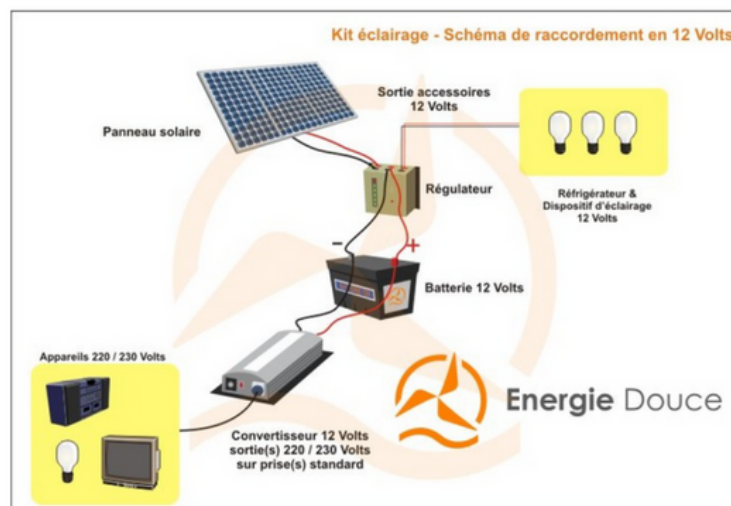 Kit éclairage - Schéma de raccordement en 12 Volts
Sortie accessoires
12 Volts
Panneau solaire
Régulateur
Réfrigérateur &
Dispositif d'éclairage
12 Volts
- +
Batterie 12 Volts
Appareils 220 / 230 Volts
Energie Douce
Convertisseur 12 Volts
sortie(s) 220 / 230 Volts
sur prise(s) standard